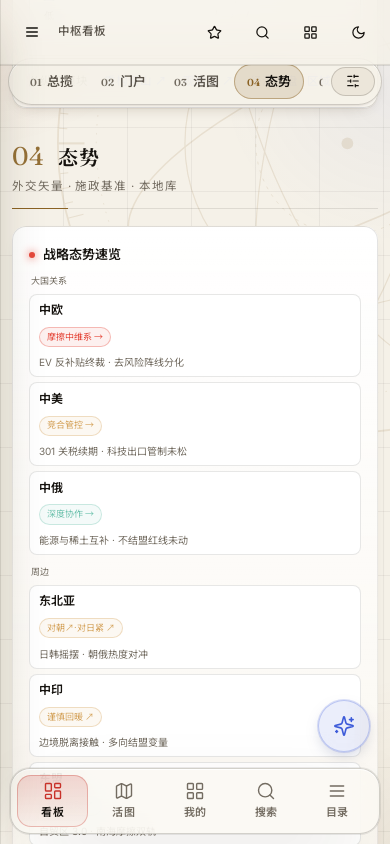 中枢看板
01 总揽 02 门户 03 活图 04 态势
04 态势
外交矢量 · 施政基准 · 本地库
战略态势速览
大国关系
中欧
摩擦中维系 →
EV 反补贴终裁 · 去风险阵线分化
中美
竞合管控 →
301 关税续期 · 科技出口管制未松
中俄
深度协作 →
能源与稀土互补 · 不结盟红线未动
周边
东北亚
对朝↗·对日紧 ↗
日韩摇摆 · 朝俄热度对冲
中印
谨慎回暖 ↗
边境脱离接触 · 多向结盟变量
看板 活图 我的 搜索 目录